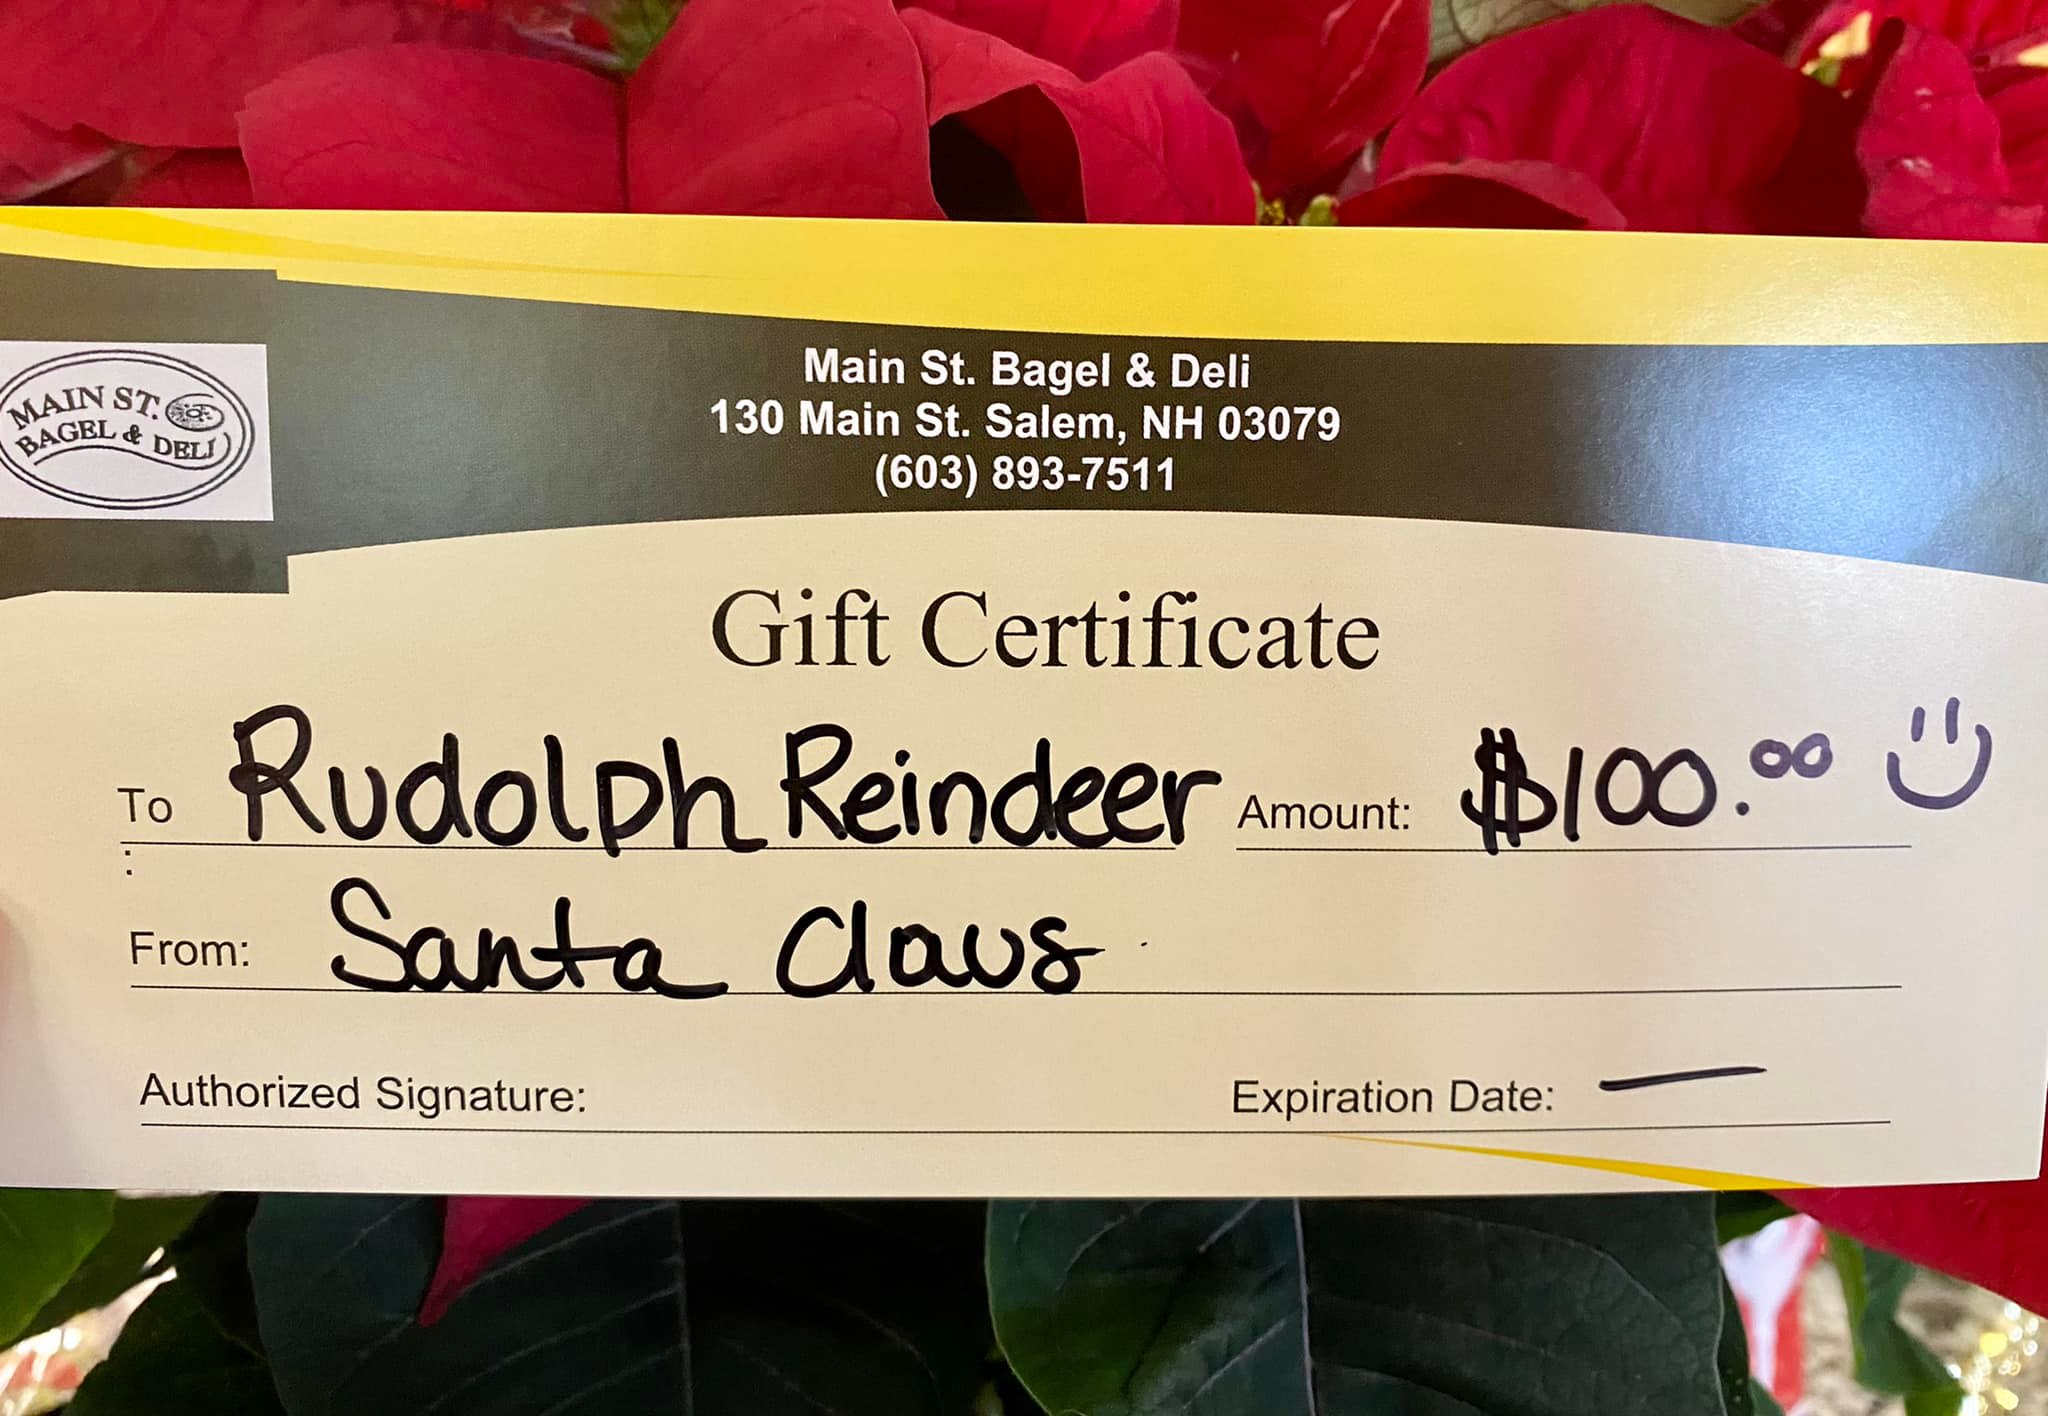 MAIN ST.
BAGEL & DELI
Main St. Bagel & Deli
130 Main St. Salem, NH 03079
(603) 893-7511
Gift Certificate
To Rudolph Reindeer Amount: $100.00
:
From: Santa Claus
Authorized Signature: Expiration Date: —